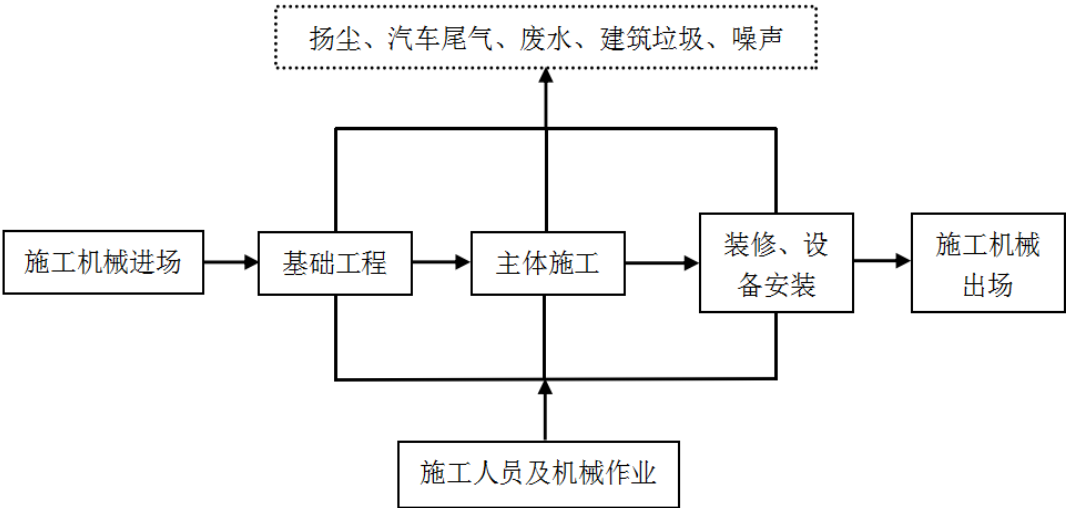 扬尘、汽车尾气、废水、建筑垃圾、噪声
施工机械进场
基础工程
主体施工
装修、设
备安装
施工机械
出场
施工人员及机械作业